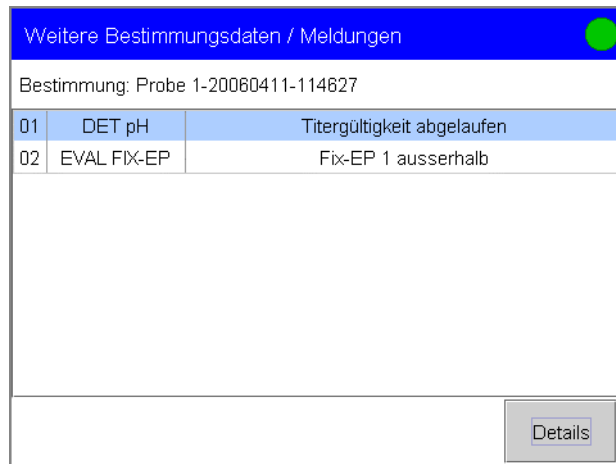 Weitere Bestimmungsdaten / Meldungen
Bestimmung: Probe 1-20060411-114627
01 DET pH Titergültigkeit abgelaufen
02 EVAL FIX-EP Fix-EP 1 ausserhalb
Details